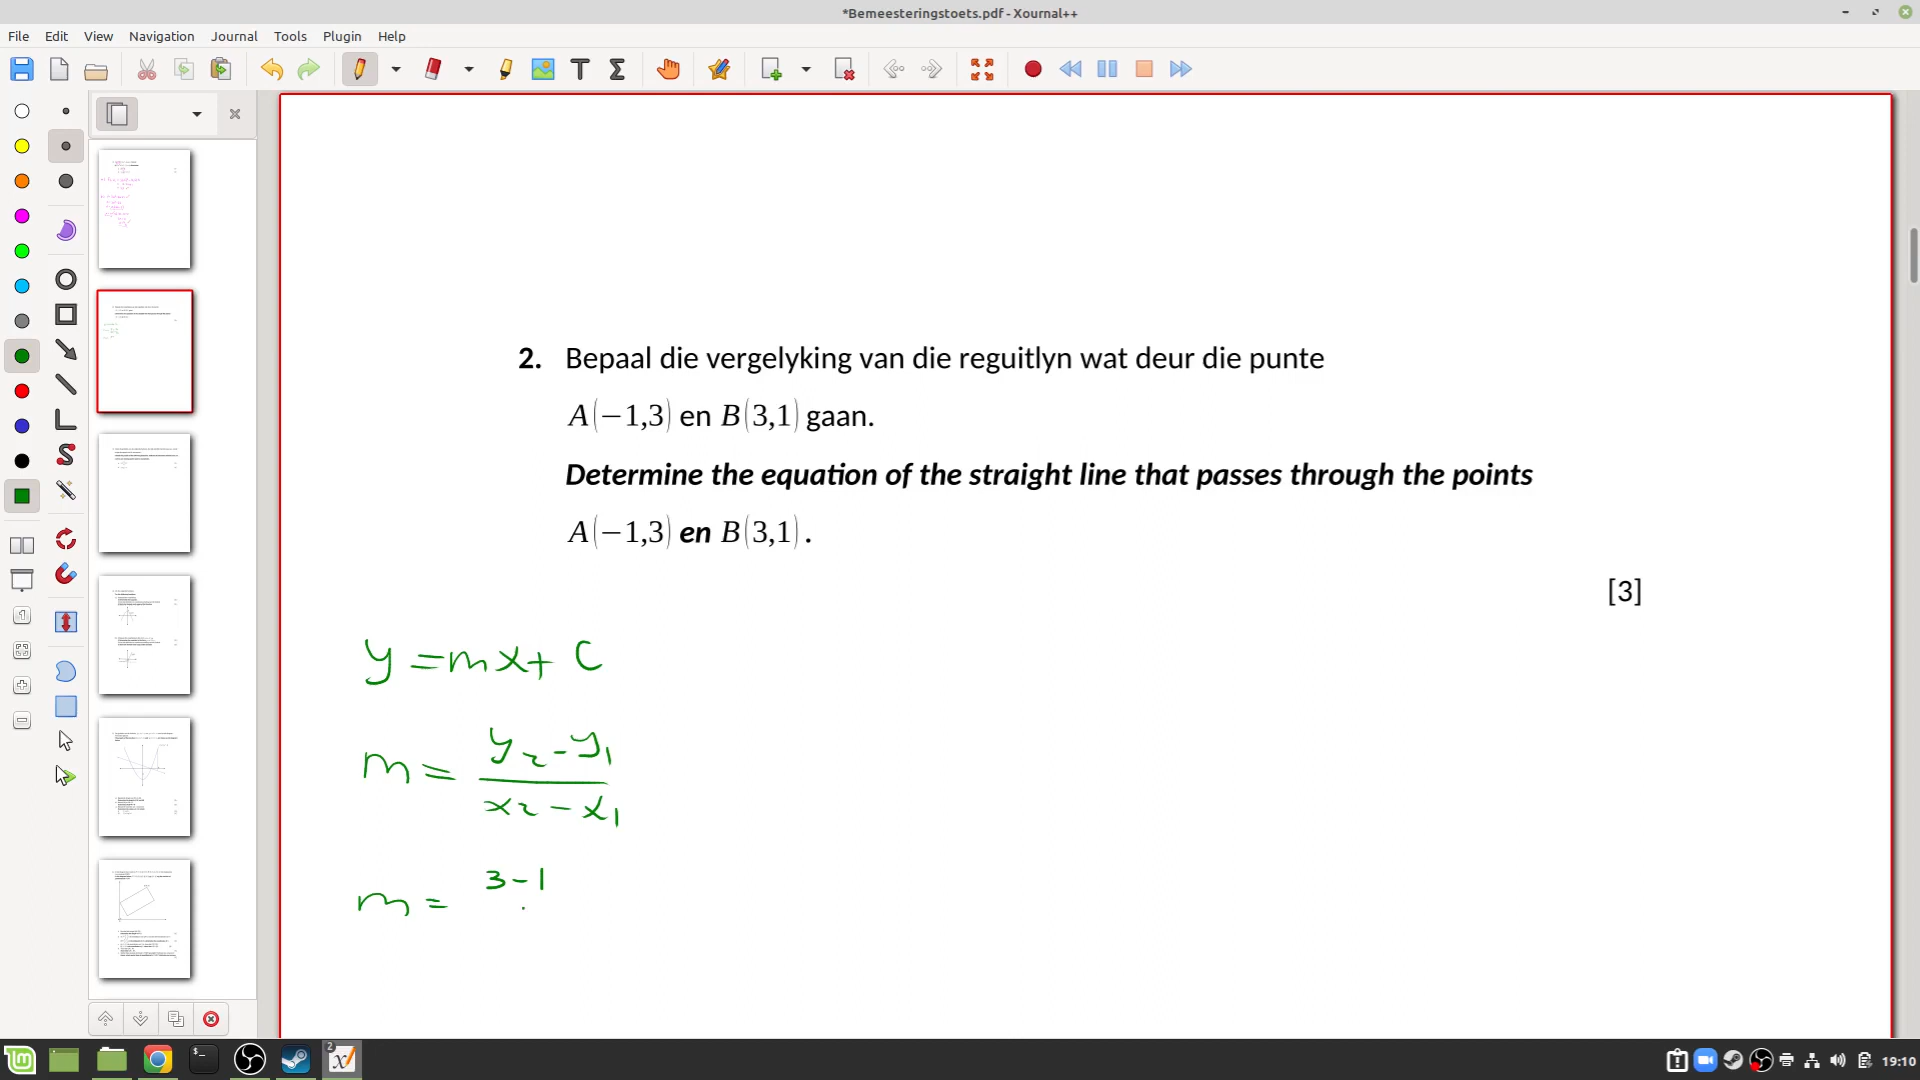 *Bemeesteringstoets.pdf - Xournal++
File Edit View Navigation Journal Tools Plugin Help
2. Bepaal die vergelyking van die reguitlyn wat deur die punte
A(−1,3) en B(3,1) gaan.
Determine the equation of the straight line that passes through the points
A(−1,3) en B(3,1).
[3]
y = mx + c
m = y₂ - y₁
x₂ - x₁
m = 3 - 1
19:10